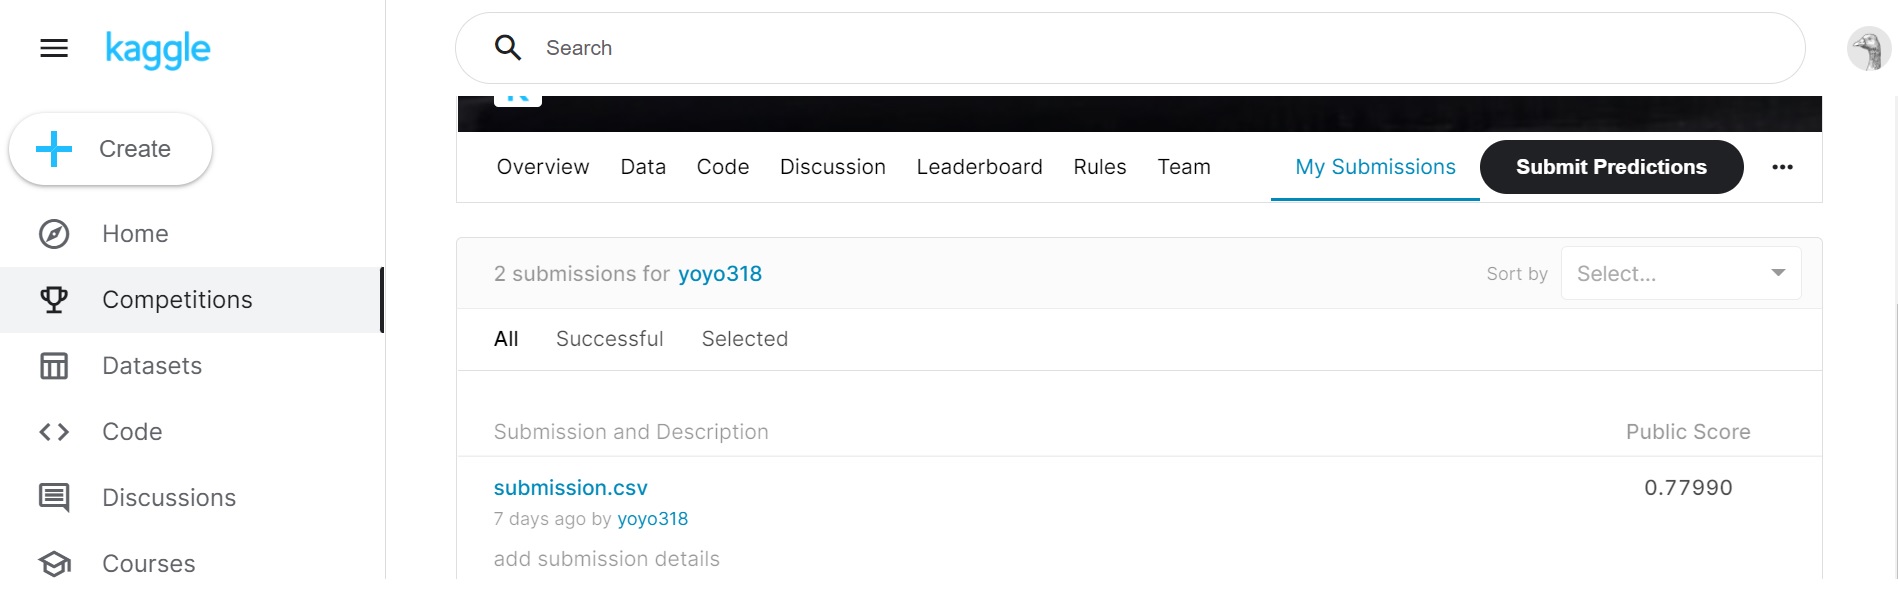 kaggle
Search
Create
Home
Competitions
Datasets
Code
Discussions
Courses
Overview Data Code Discussion Leaderboard Rules Team My Submissions Submit Predictions
2 submissions for yoyo318 Sort by Select...
All Successful Selected
Submission and Description Public Score
submission.csv 0.77990
7 days ago by yoyo318
add submission details